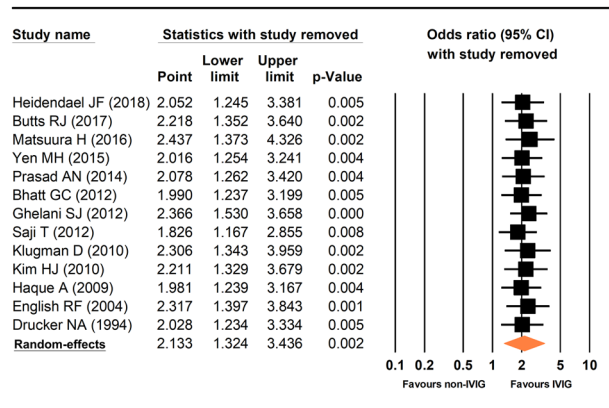 Study name Statistics with study removed Odds ratio (95% CI)
with study removed
Lower Upper
Point limit limit p-Value
Heidendael JF (2018) 2.052 1.245 3.381 0.005
Butts RJ (2017) 2.218 1.352 3.640 0.002
Matsuura H (2016) 2.437 1.373 4.326 0.002
Yen MH (2015) 2.016 1.254 3.241 0.004
Prasad AN (2014) 2.078 1.262 3.420 0.004
Bhatt GC (2012) 1.990 1.237 3.199 0.005
Ghelani SJ (2012) 2.366 1.530 3.658 0.000
Saji T (2012) 1.826 1.167 2.855 0.008
Klugman D (2010) 2.306 1.343 3.959 0.002
Kim HJ (2010) 2.211 1.329 3.679 0.002
Haque A (2009) 1.981 1.239 3.167 0.004
English RF (2004) 2.317 1.397 3.843 0.001
Drucker NA (1994) 2.028 1.234 3.334 0.005
Random-effects 2.133 1.324 3.436 0.002
0.1 0.2 0.5 1 2 5 10
Favours non-IVIG Favours IVIG